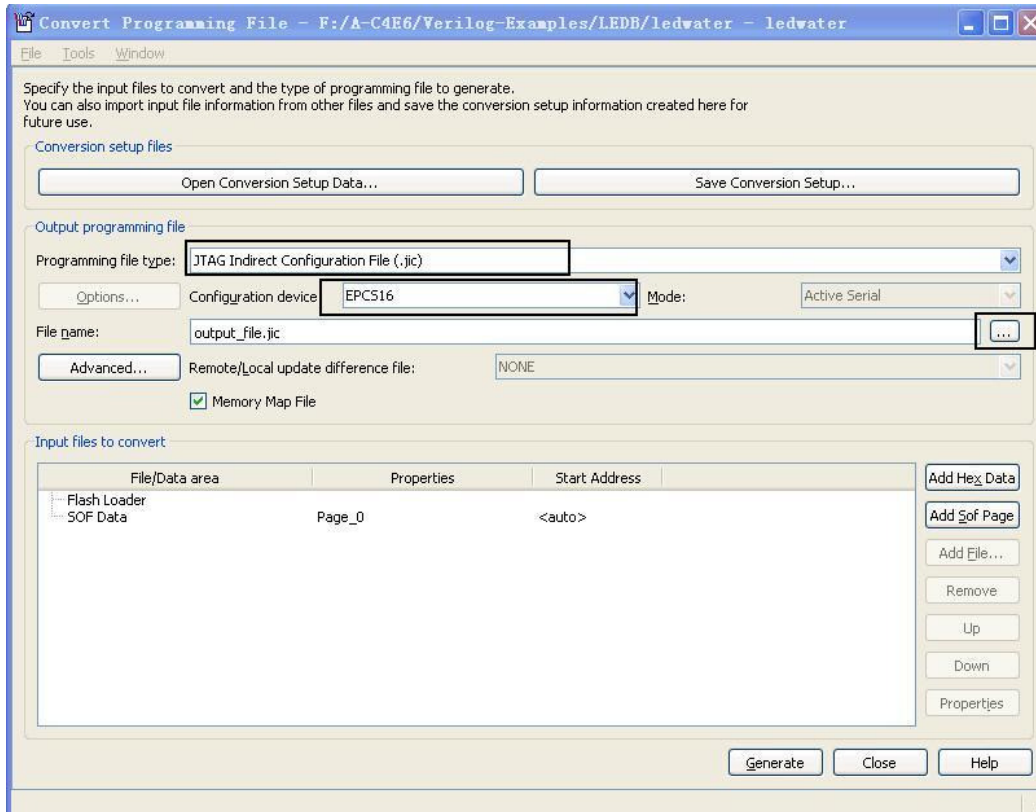 Convert Programming File - F:/A-C4E6/Verilog-Examples/LEDB/ledwater - ledwater
File Tools Window
Specify the input files to convert and the type of programming file to generate.
You can also import input file information from other files and save the conversion setup information created here for
future use.
Conversion setup files
Open Conversion Setup Data... Save Conversion Setup...
Output programming file
Programming file type: JTAG Indirect Configuration File (.jic)
Options... Configuration device EPCS16 Mode: Active Serial
File name: output_file.jic ...
Advanced... Remote/Local update difference file: NONE
Memory Map File
Input files to convert
File/Data area Properties Start Address
Add Hex Data
Flash Loader
SOF Data Page_0 <auto>
Add Sof Page
Add File...
Remove
Up
Down
Properties
Generate Close Help